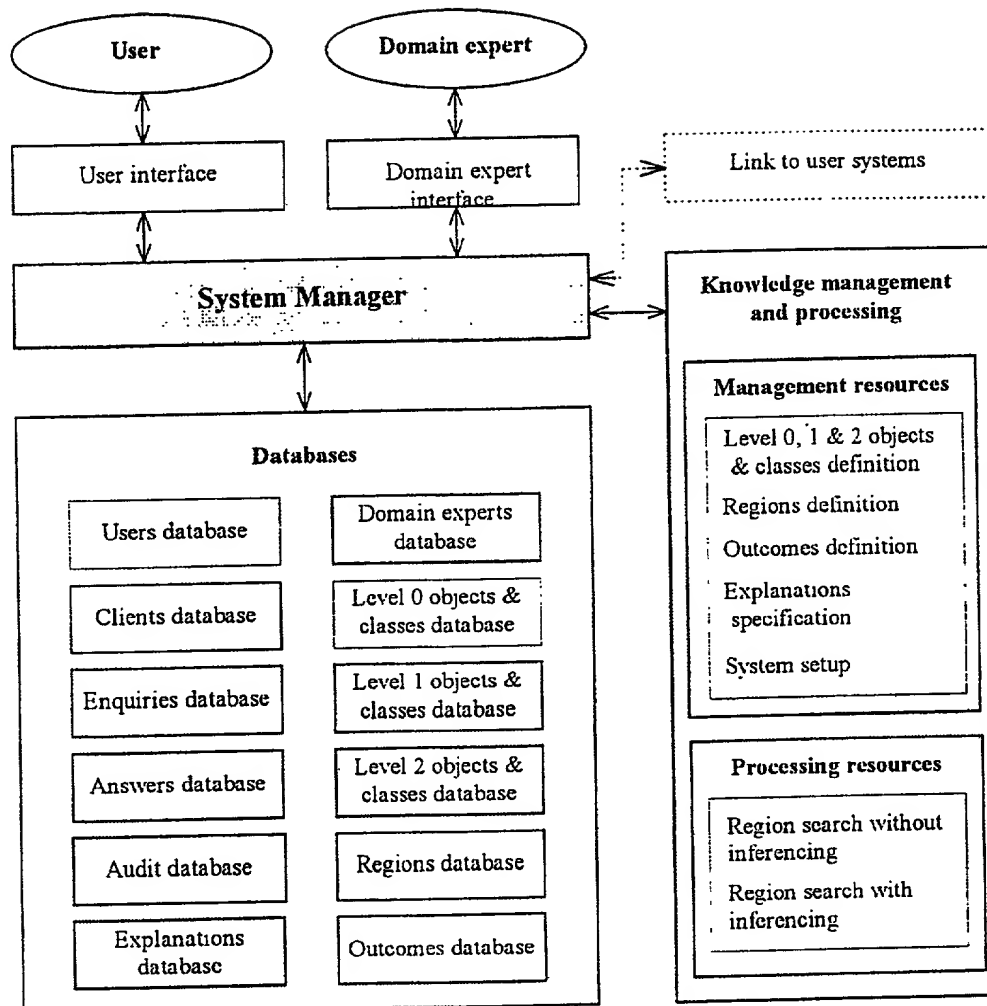 User
Domain expert
User interface
Domain expert
interface
Link to user systems
System Manager
Knowledge management
and processing
Management resources
Level 0, 1 & 2 objects
& classes definition
Regions definition
Outcomes definition
Explanations
specification
System setup
Databases
Users database
Domain experts
database
Clients database
Level 0 objects &
classes database
Enquiries database
Level 1 objects &
classes database
Answers database
Level 2 objects &
classes database
Audit database
Regions database
Explanations
database
Outcomes database
Processing resources
Region search without
inferencing
Region search with
inferencing